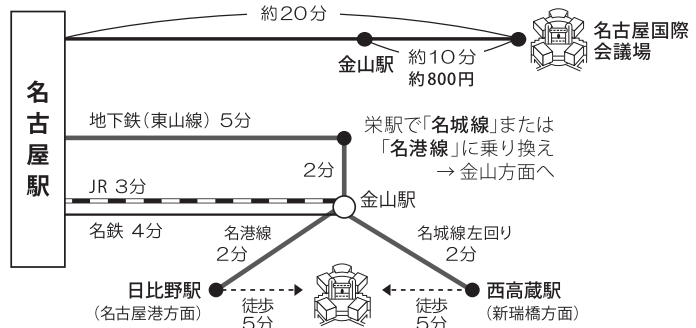 約20分
名古屋駅
金山駅
約10分
約800円
名古屋国際
会議場
地下鉄(東山線) 5分
栄駅で「名城線」または
「名港線」に乗り換え
→ 金山方面へ
2分
JR 3分
金山駅
名鉄 4分
名港線
2分
名城線左回り
2分
日比野駅
(名古屋港方面)
徒歩
5分
徒歩
5分
西高蔵駅
(新瑞橋方面)